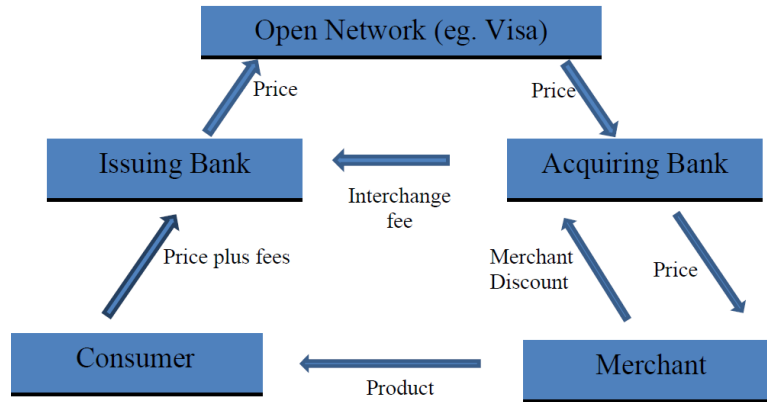 Open Network (eg. Visa)
Price
Price
Issuing Bank
Acquiring Bank
Interchange
fee
Price plus fees
Merchant
Discount
Price
Consumer
Merchant
Product